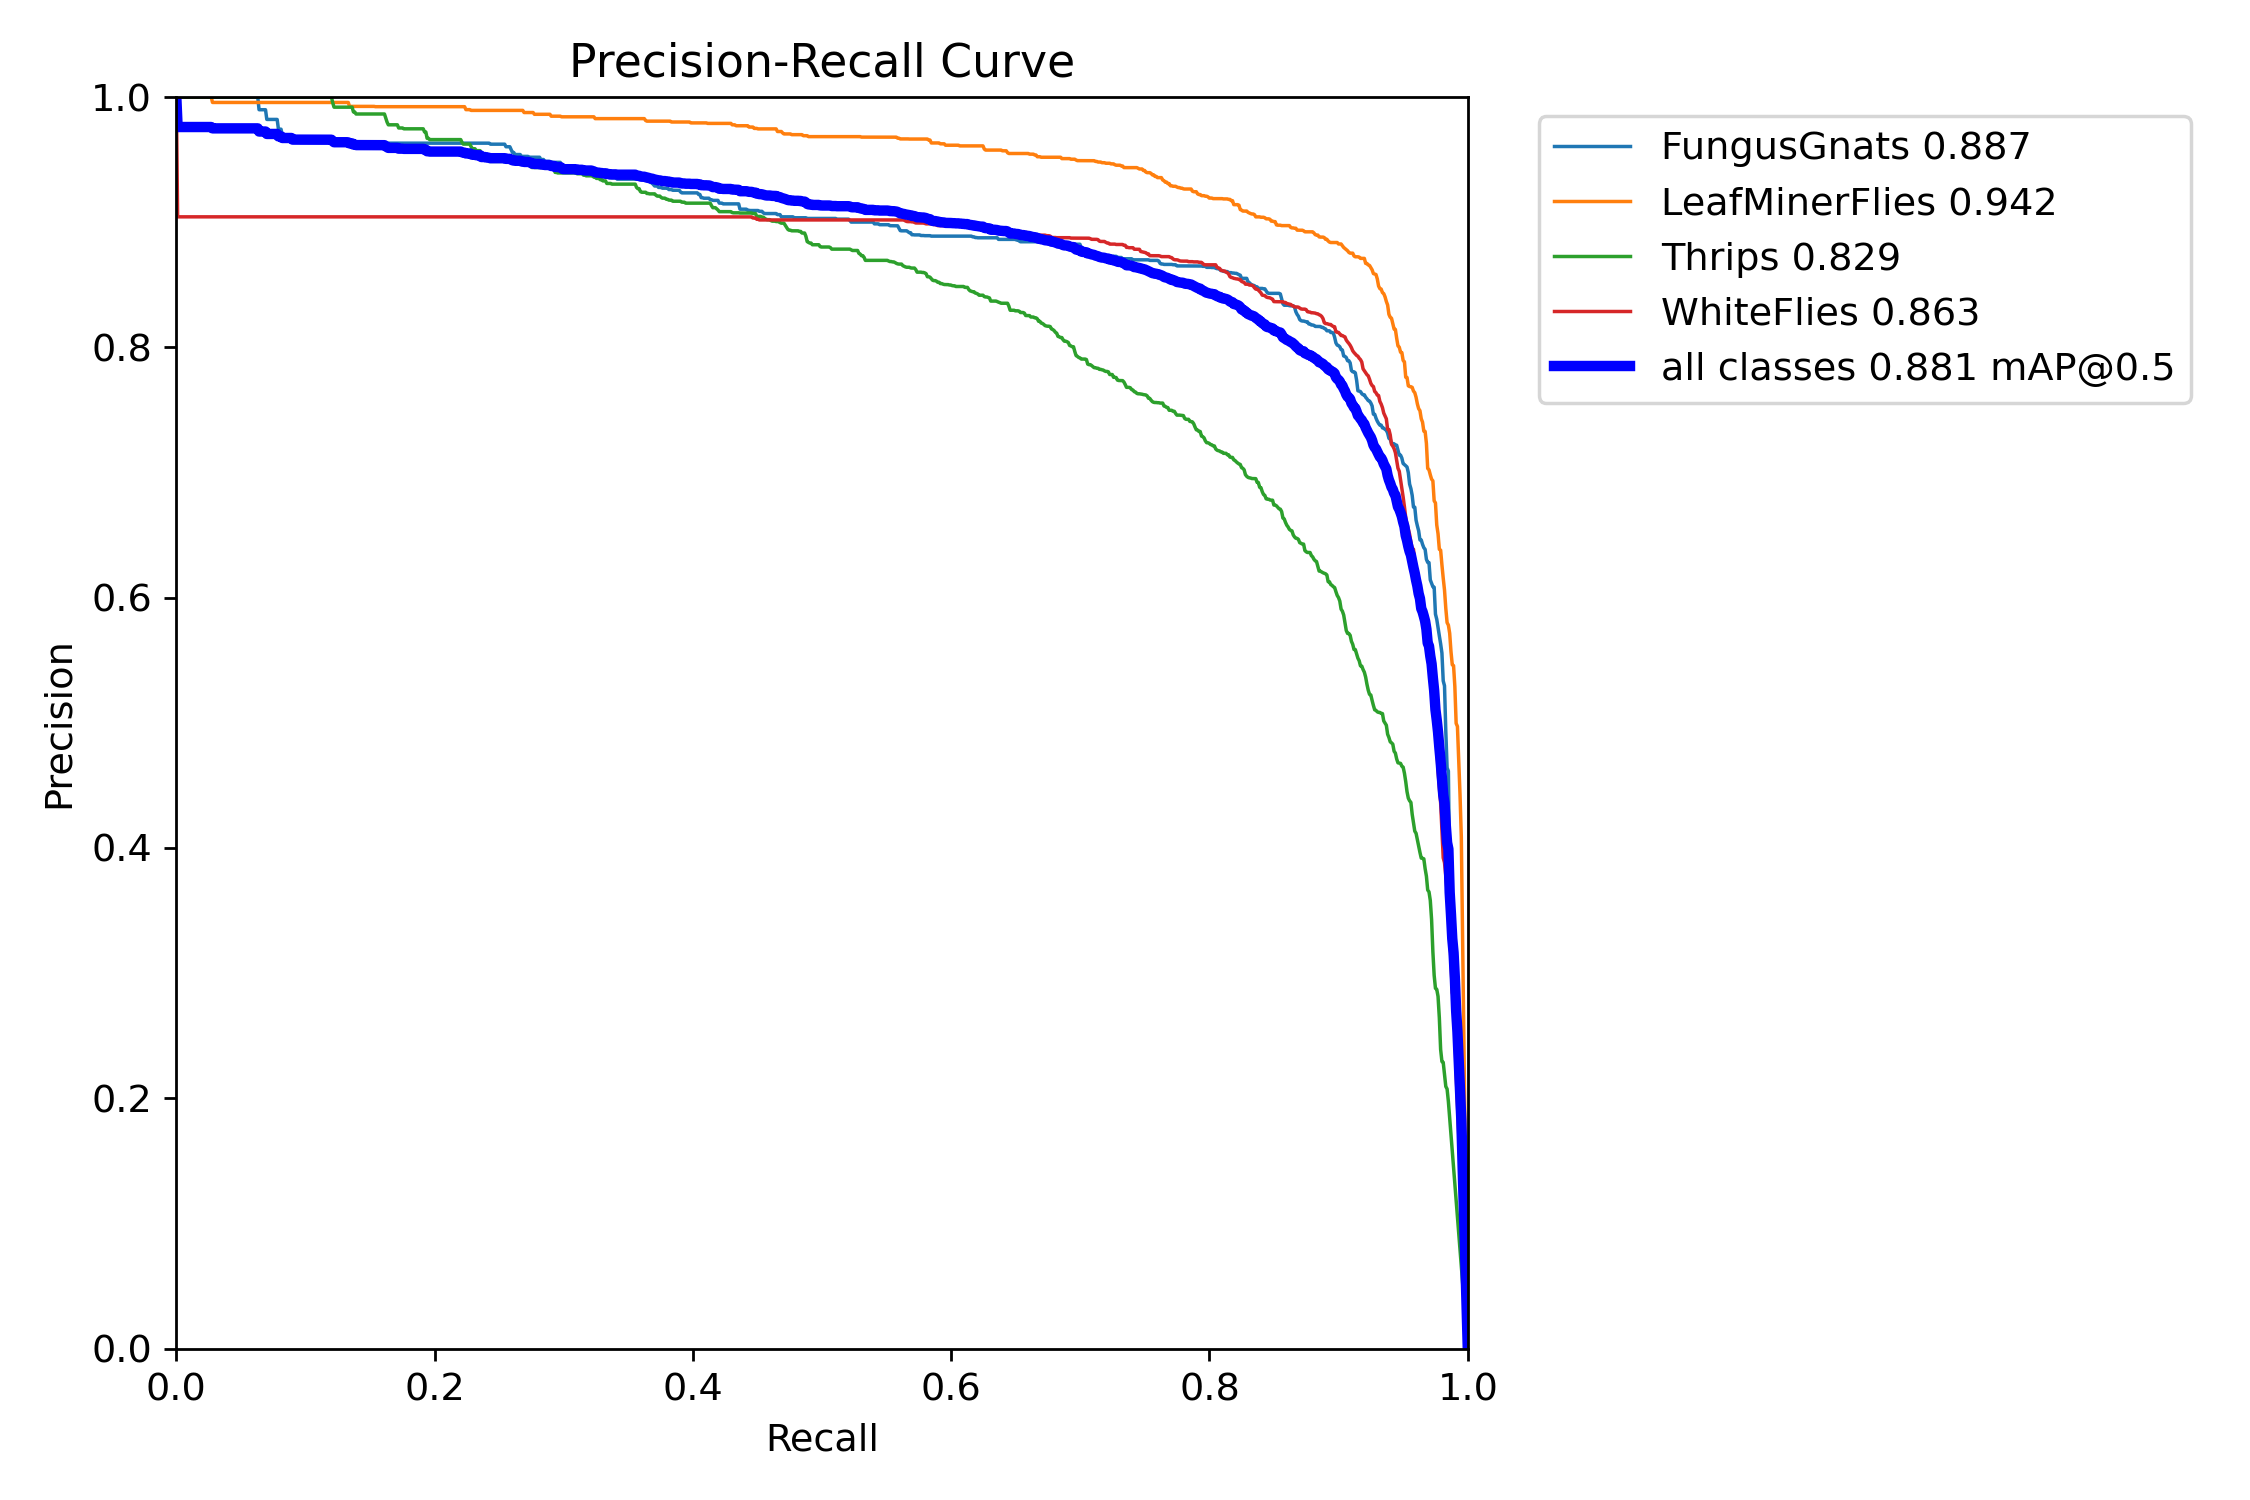 Precision-Recall Curve
1.0
0.8
0.6
0.4
0.2
0.0
Precision
0.0 0.2 0.4 0.6 0.8 1.0
Recall
FungusGnats 0.887
LeafMinerFlies 0.942
Thrips 0.829
WhiteFlies 0.863
all classes 0.881 mAP@0.5